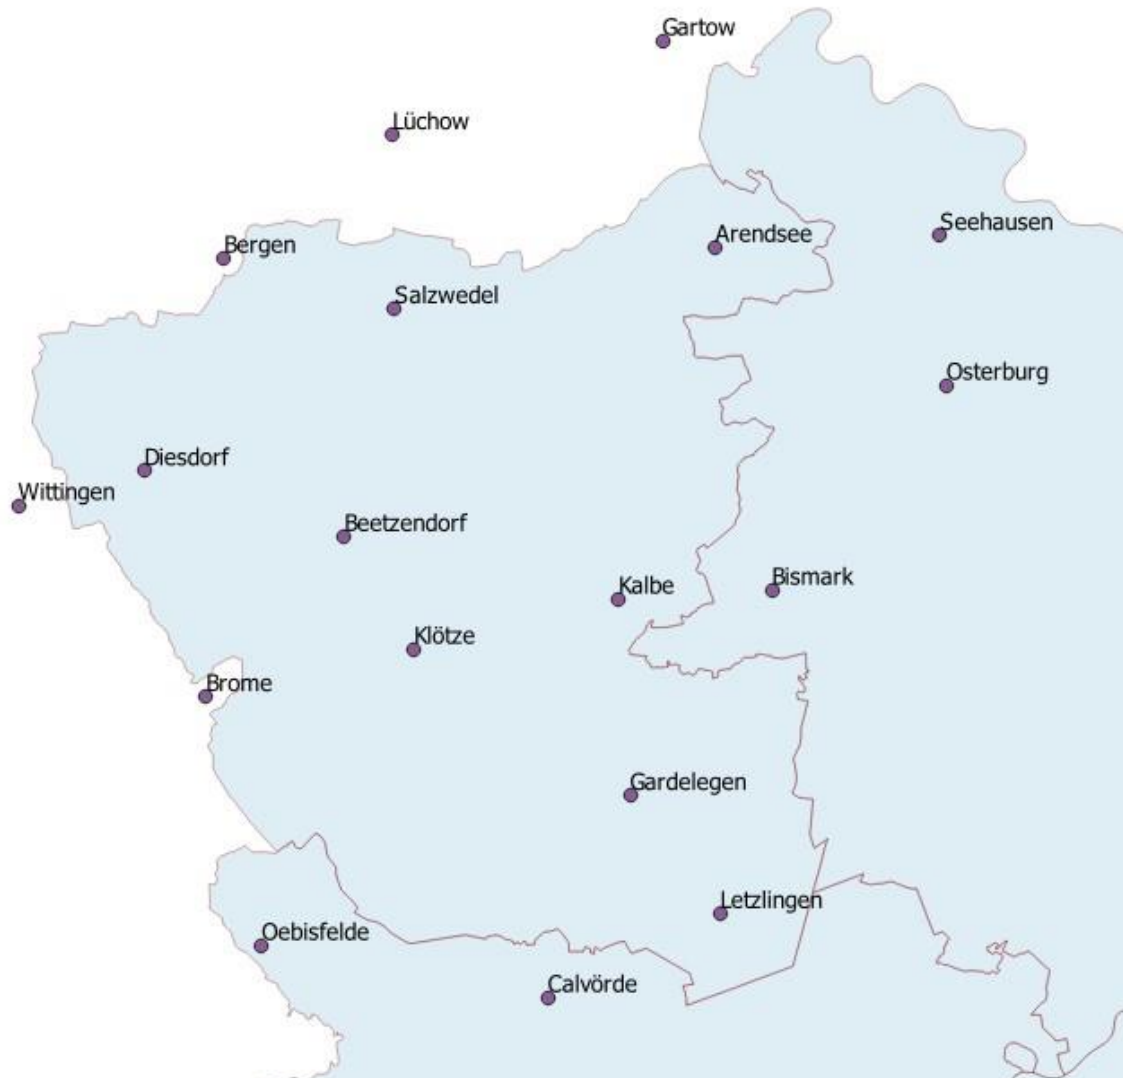 Gartow
Lüchow
Seehausen
Arendsee
Bergen
Salzwedel
Osterburg
Diesdorf
Wittingen
Beetzendorf
Bismark
Kalbe
Klötze
Brome
Gardelegen
Letzlingen
Oebisfelde
Calvörde